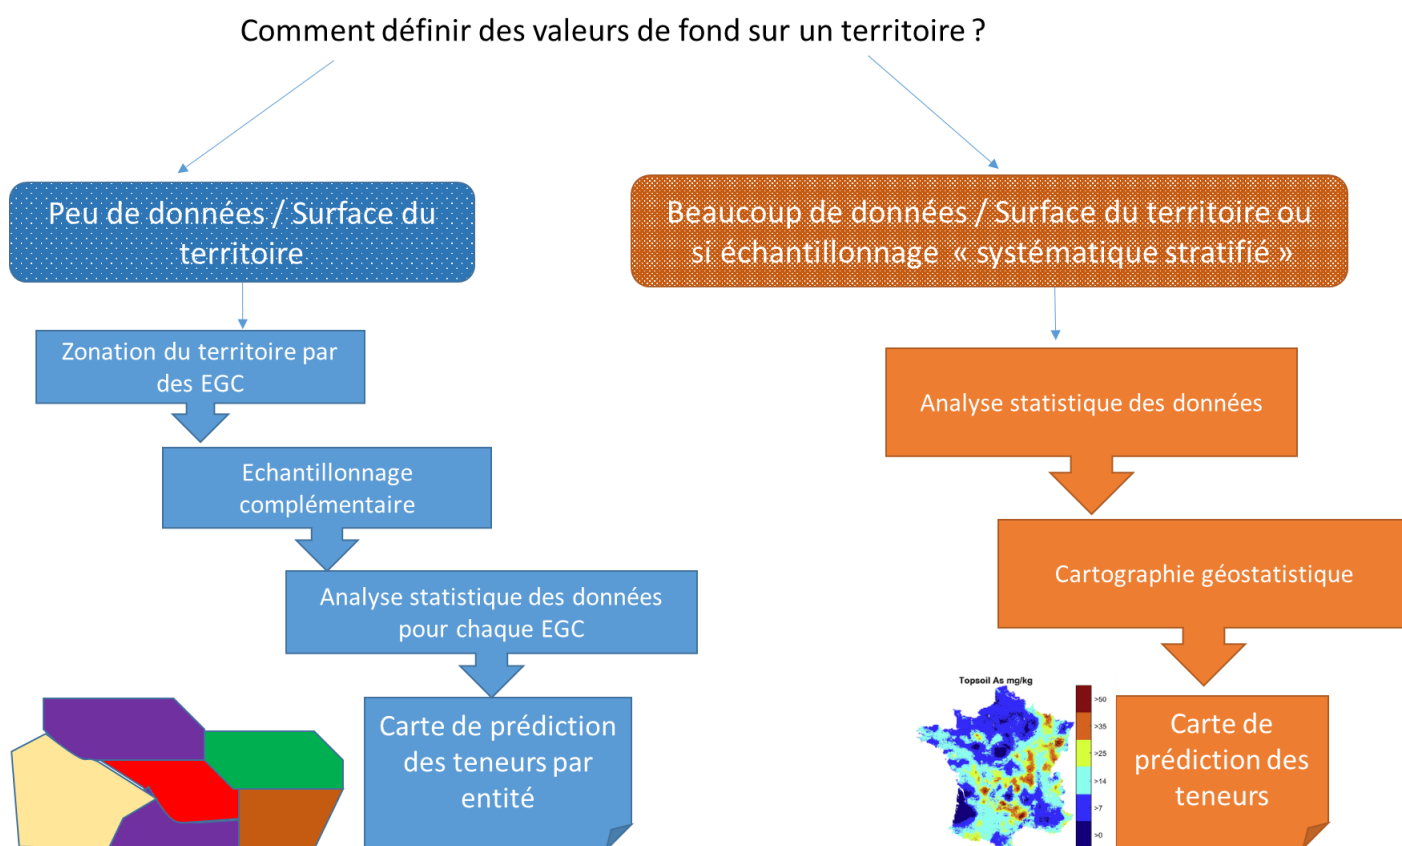 Comment définir des valeurs de fond sur un territoire ?
Peu de données / Surface du
territoire
Beaucoup de données / Surface du territoire ou
si échantillonnage « systématique stratifié »
Zonation du territoire par
des EGC
Analyse statistique des données
Echantillonnage
complémentaire
Cartographie géostatistique
Analyse statistique des données
pour chaque EGC
Carte de prédiction
des teneurs par
entité
Topsoil As mg/kg
>50
>35
>25
>14
>7
>0
Carte de
prédiction des
teneurs